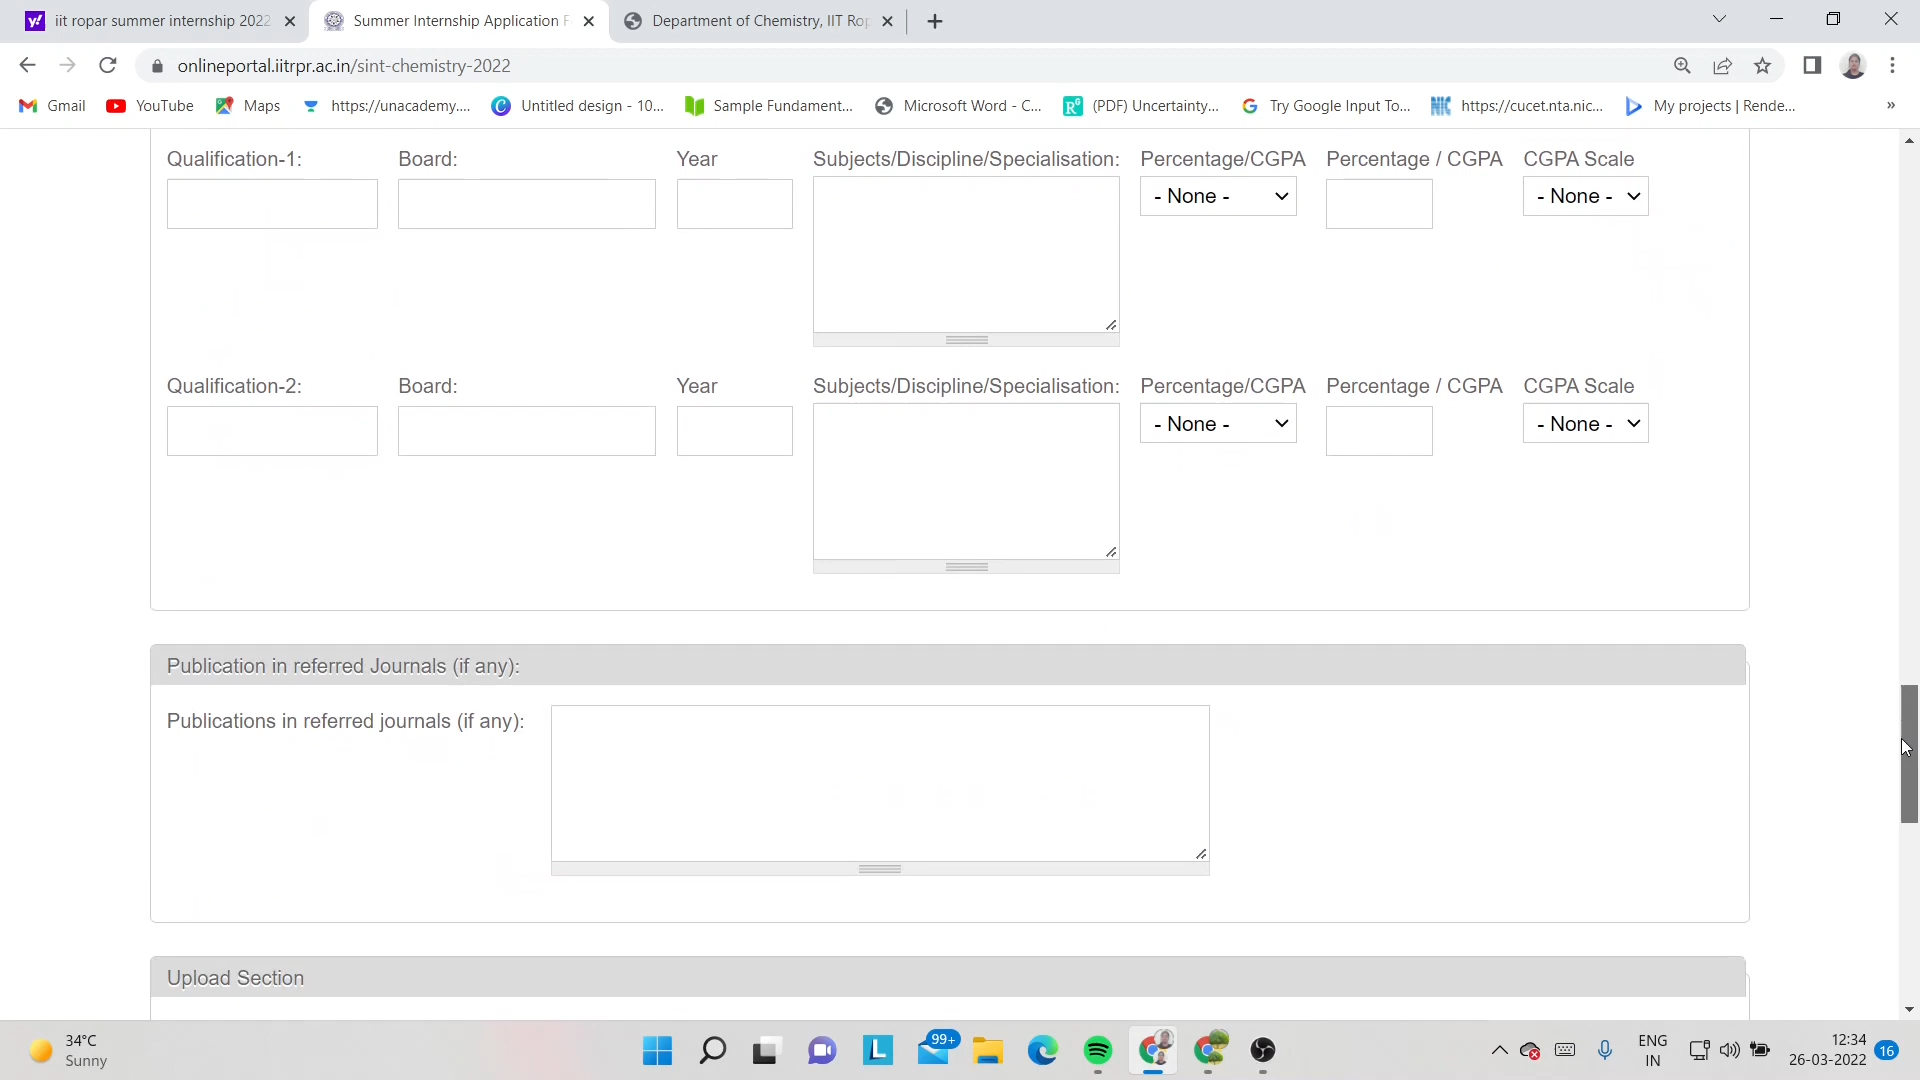 iit ropar summer internship 2022
Summer Internship Application F
Department of Chemistry, IIT Rop
onlineportal.iitrpr.ac.in/sint-chemistry-2022
Gmail
YouTube
Maps
https://unacademy....
Untitled design - 10...
Sample Fundament...
Microsoft Word - C...
(PDF) Uncertainty...
Try Google Input To...
https://cucet.nta.nic...
My projects | Rende...
»
Qualification-1: Board: Year Subjects/Discipline/Specialisation: Percentage/CGPA Percentage / CGPA CGPA Scale
- None - - None -
Qualification-2: Board: Year Subjects/Discipline/Specialisation: Percentage/CGPA Percentage / CGPA CGPA Scale
- None - - None -
Publication in referred Journals (if any):
Publications in referred journals (if any):
Upload Section
34°C
Sunny
99+
ENG
IN
12:34
26-03-2022
16